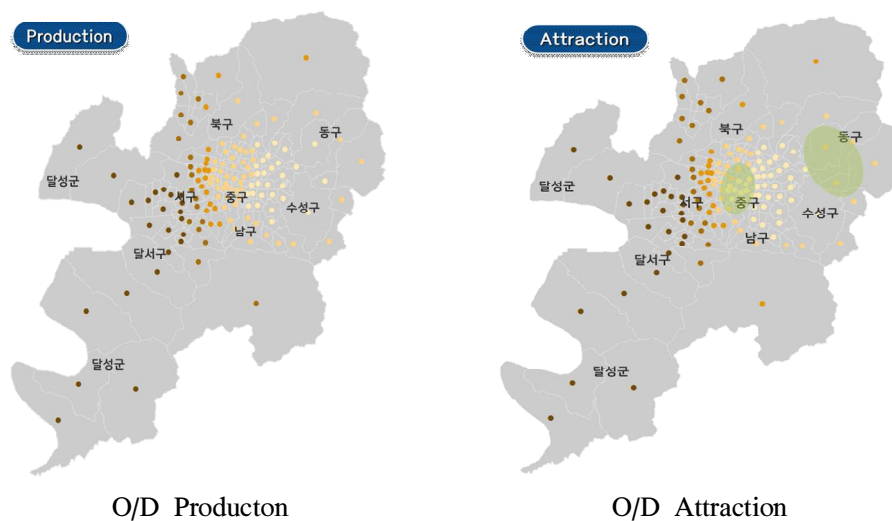 Production
북구
동구
달성군
서구
중구
수성구
남구
달서구
달성군
O/D Producton
Attraction
북구
동구
달성군
서구
중구
수성구
남구
달서구
달성군
O/D Attraction